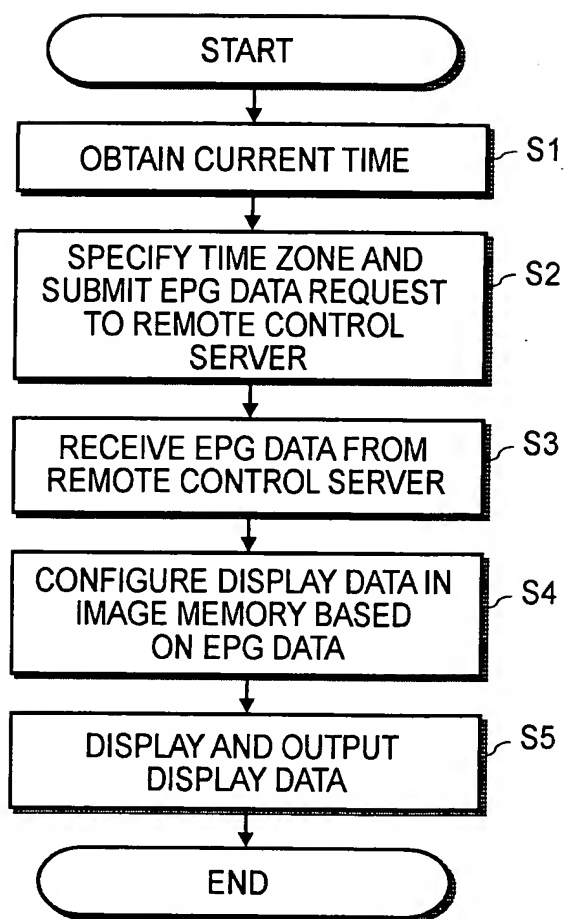 START
OBTAIN CURRENT TIME
S1
SPECIFY TIME ZONE AND
SUBMIT EPG DATA REQUEST
TO REMOTE CONTROL
SERVER
S2
RECEIVE EPG DATA FROM
REMOTE CONTROL SERVER
S3
CONFIGURE DISPLAY DATA IN
IMAGE MEMORY BASED
ON EPG DATA
S4
DISPLAY AND OUTPUT
DISPLAY DATA
S5
END